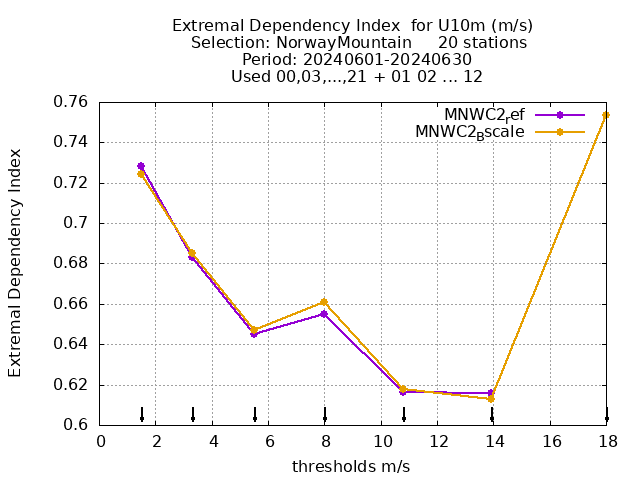 Extremal Dependency Index  for U10m (m/s)
Selection: NorwayMountain     20 stations
Period: 20240601-20240630
Used 00,03,...,21 + 01 02 ... 12
MNWC2ref
MNWC2Bscale
Extremal Dependency Index
0.76
0.74
0.72
0.7
0.68
0.66
0.64
0.62
0.6
0 2 4 6 8 10 12 14 16 18
thresholds m/s